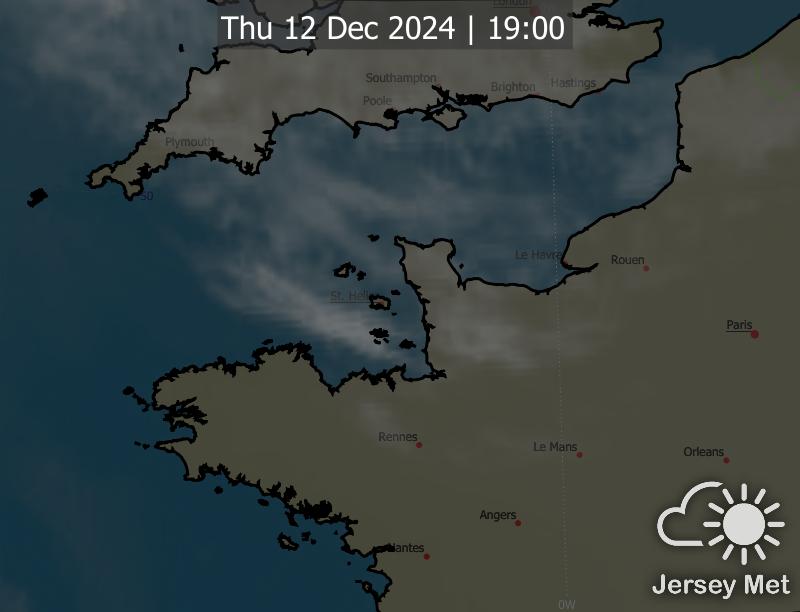 London
Thu 12 Dec 2024 | 19:00
Southampton
Brighton
Hastings
Poole
Plymouth
50
Le Havre
Rouen
St. Helier
Paris
Rennes
Le Mans
Orleans
Angers
Nantes
Jersey Met
0W